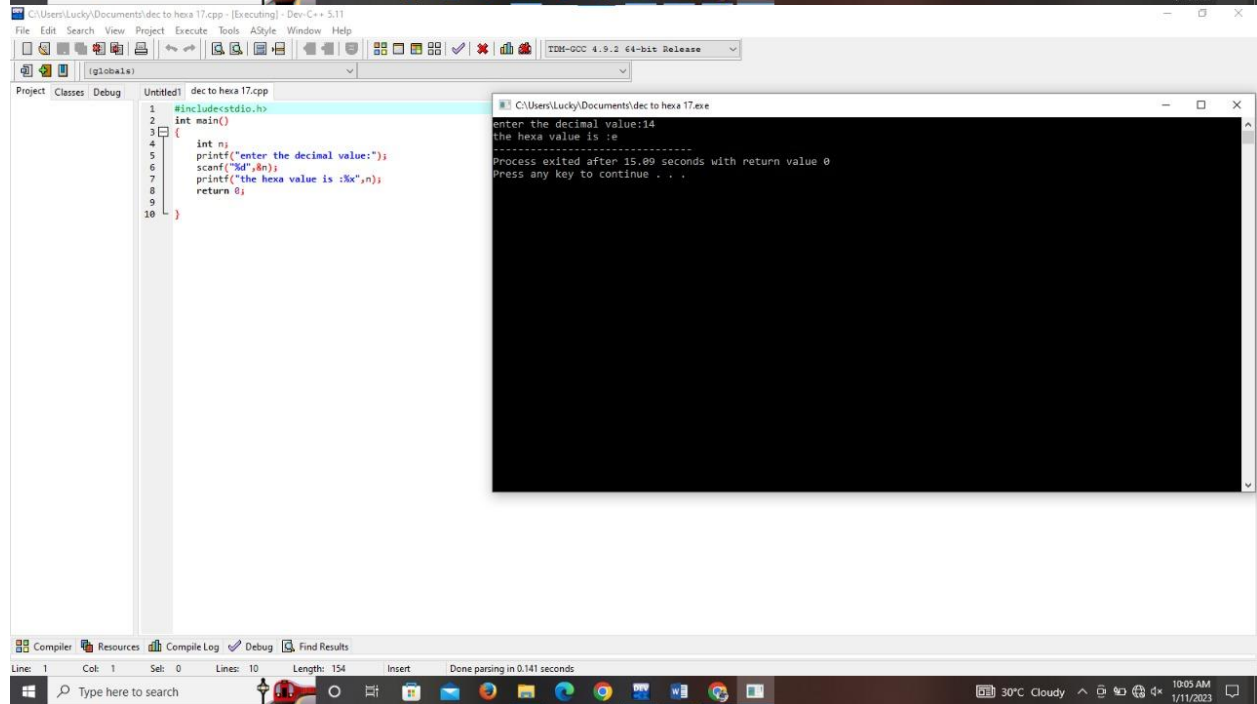 C:\Users\Lucky\Documents\dec to hexa 17.cpp - [Executing] - Dev-C++ 5.11
File Edit Search View Project Execute Tools AStyle Window Help
TDM-GCC 4.9.2 64-bit Release
(globals)
Project Classes Debug
Untitled1 dec to hexa 17.cpp
1 #include<stdio.h>
2 int main()
3 {
4 int n;
5 printf("enter the decimal value:");
6 scanf("%d",&n);
7 printf("the hexa value is :%x",n);
8 return 0;
9
10 }
C:\Users\Lucky\Documents\dec to hexa 17.exe
enter the decimal value:14
the hexa value is :e
--------------------------------
Process exited after 15.09 seconds with return value 0
Press any key to continue . . .
Compiler Resources Compile Log Debug Find Results
Line: 1 Col: 1 Sel: 0 Lines: 10 Length: 154 Insert Done parsing in 0.141 seconds
Type here to search
30°C Cloudy
10:05 AM
1/11/2023